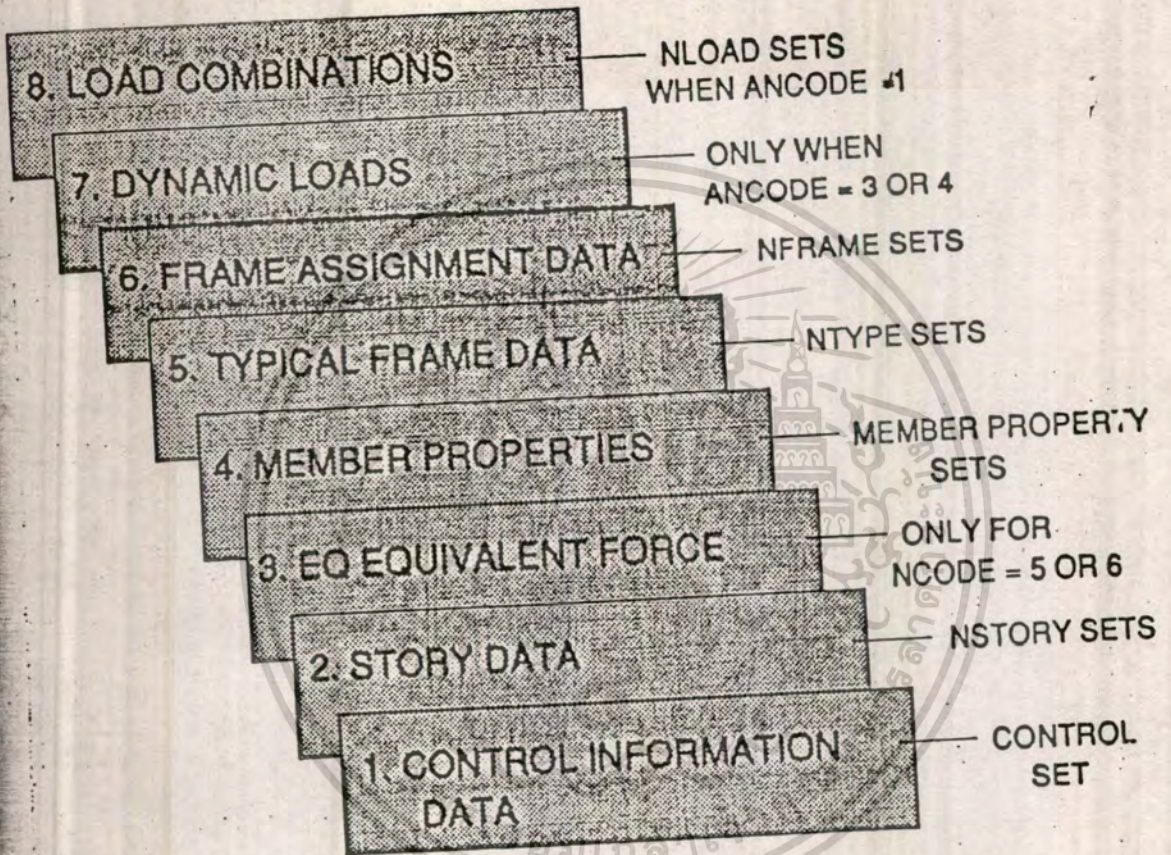 8. LOAD COMBINATIONS
NLOAD SETS
WHEN ANCODE ≠1
7. DYNAMIC LOADS
ONLY WHEN
ANCODE = 3 OR 4
6. FRAME ASSIGNMENT DATA
NFRAME SETS
5. TYPICAL FRAME DATA
NTYPE SETS
4. MEMBER PROPERTIES
MEMBER PROPERTY
SETS
3. EQ EQUIVALENT FORCE
ONLY FOR
NCODE = 5 OR 6
2. STORY DATA
NSTORY SETS
1. CONTROL INFORMATION
DATA
CONTROL
SET